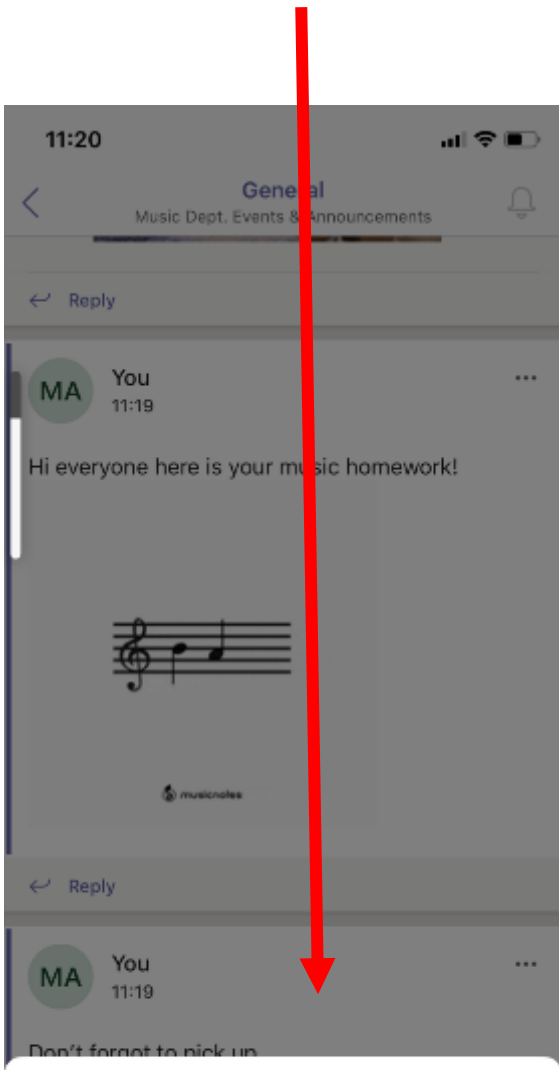 11:20
General
Music Dept. Events & Announcements
Reply
MA
You
11:19
Hi everyone here is your music homework!
musicnotes
Reply
MA
You
11:19
Don't forgot to pick up